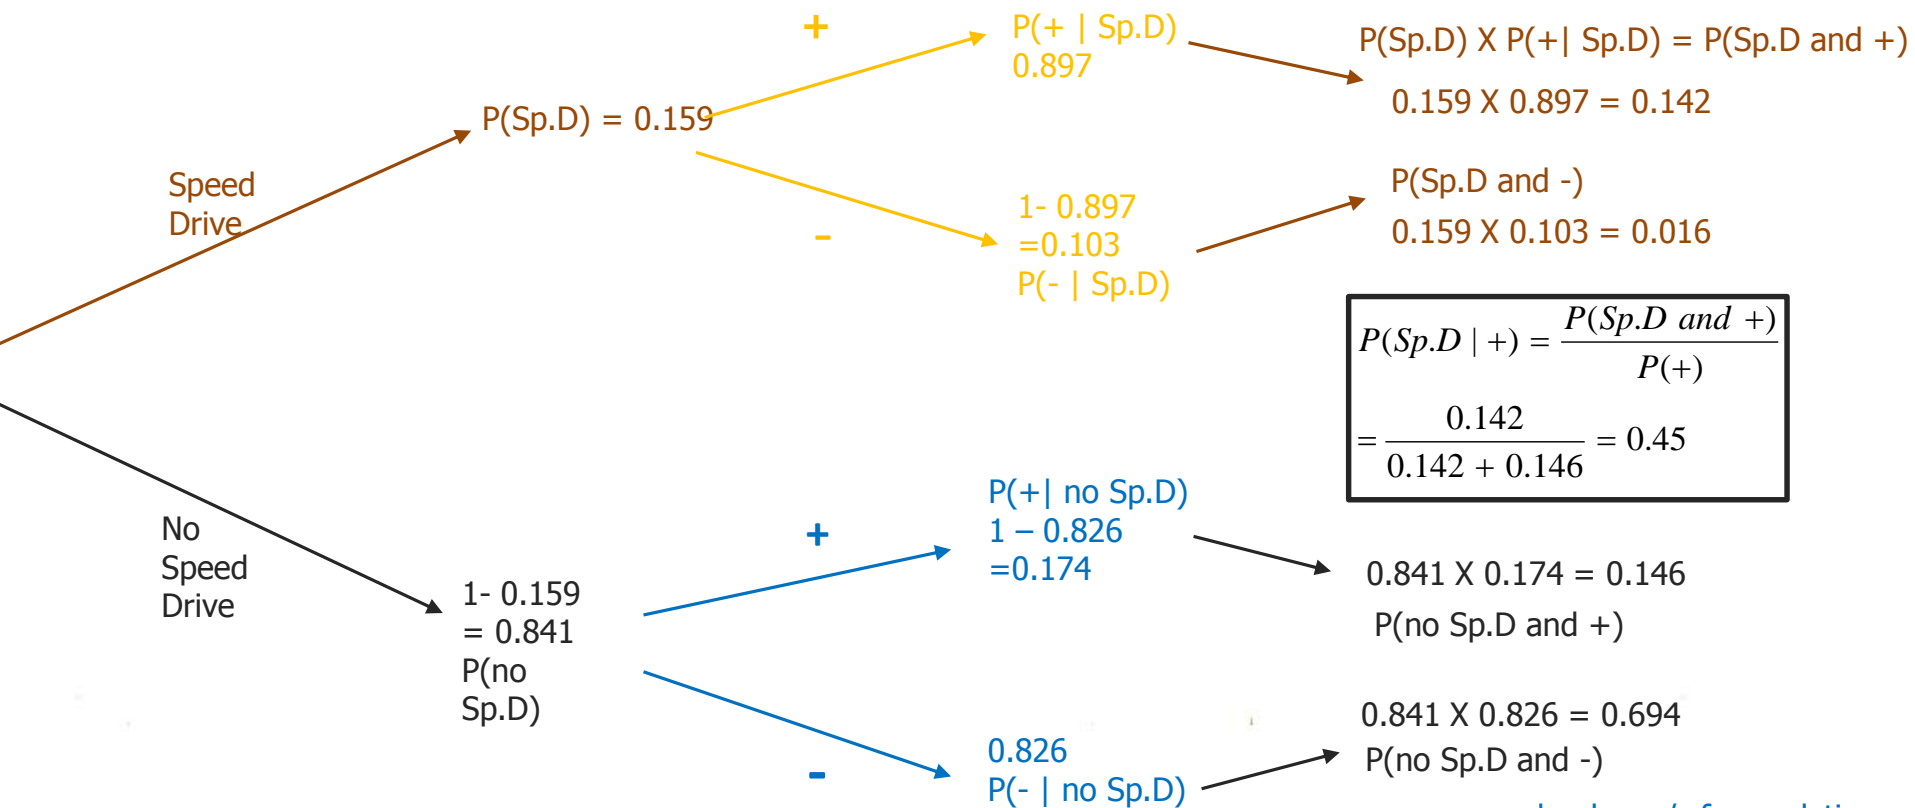 +
P(+ | Sp.D)
0.897
P(Sp.D) X P(+| Sp.D) = P(Sp.D and +)
0.159 X 0.897 = 0.142
P(Sp.D) = 0.159
Speed
Drive
-
1- 0.897
=0.103
P(- | Sp.D)
P(Sp.D and -)
0.159 X 0.103 = 0.016
P(Sp.D | +) = P(Sp.D and +) / P(+)
= 0.142 / 0.142 + 0.146 = 0.45
No
Speed
Drive
1- 0.159
= 0.841
P(no
Sp.D)
+
P(+| no Sp.D)
1 – 0.826
=0.174
0.841 X 0.174 = 0.146
P(no Sp.D and +)
-
0.826
P(- | no Sp.D)
0.841 X 0.826 = 0.694
P(no Sp.D and -)